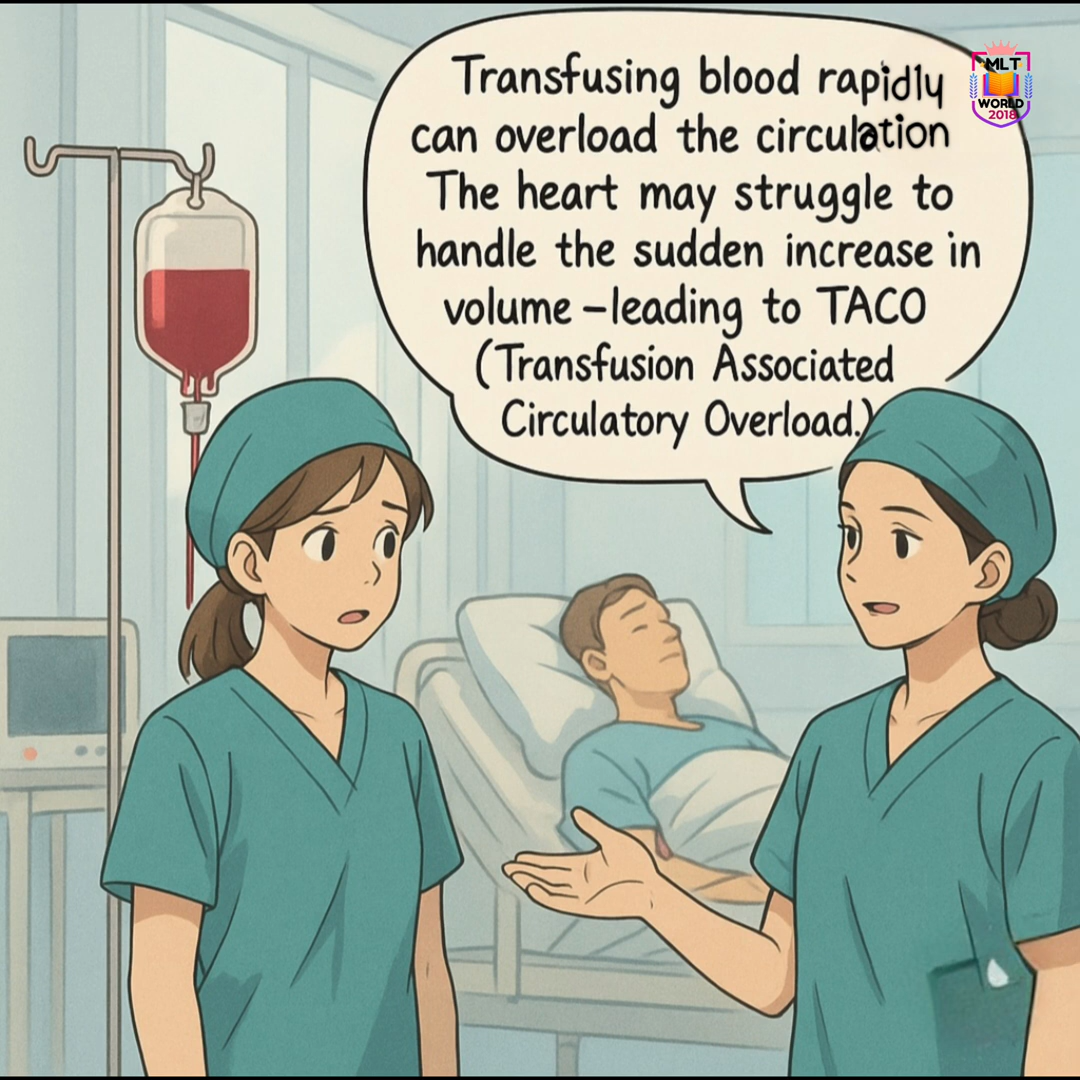 Transfusing blood rapidly
can overload the circulation
The heart may struggle to
handle the sudden increase in
volume – leading to TACO
(Transfusion Associated
Circulatory Overload.)
MLT
WORLD
2018